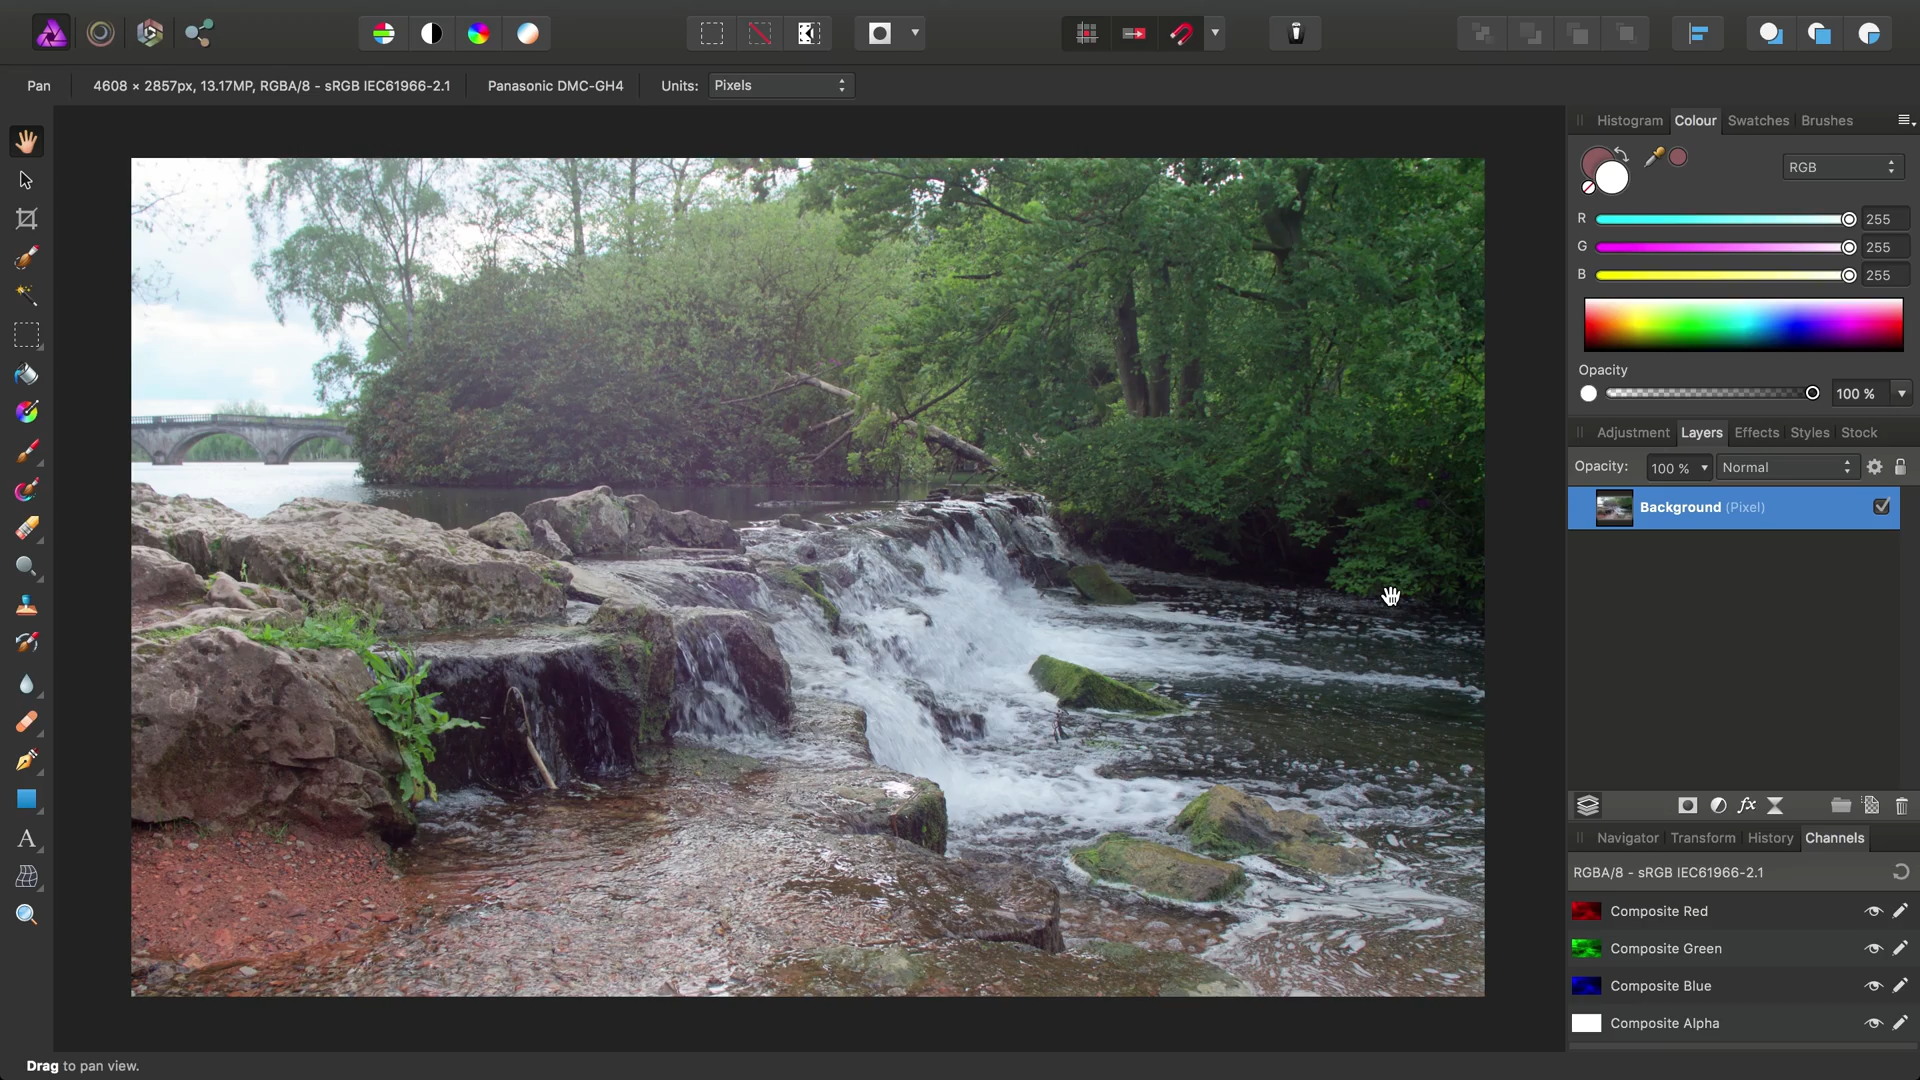 Pan 4608 × 2857px, 13.17MP, RGBA/8 - sRGB IEC61966-2.1 Panasonic DMC-GH4 Units: Pixels
Histogram Colour Swatches Brushes
RGB
R 255
G 255
B 255
Opacity
100 %
Adjustment Layers Effects Styles Stock
Opacity: 100 % Normal
Background (Pixel)
fx
Navigator Transform History Channels
RGBA/8 - sRGB IEC61966-2.1
Composite Red
Composite Green
Composite Blue
Composite Alpha
A
Drag to pan view.